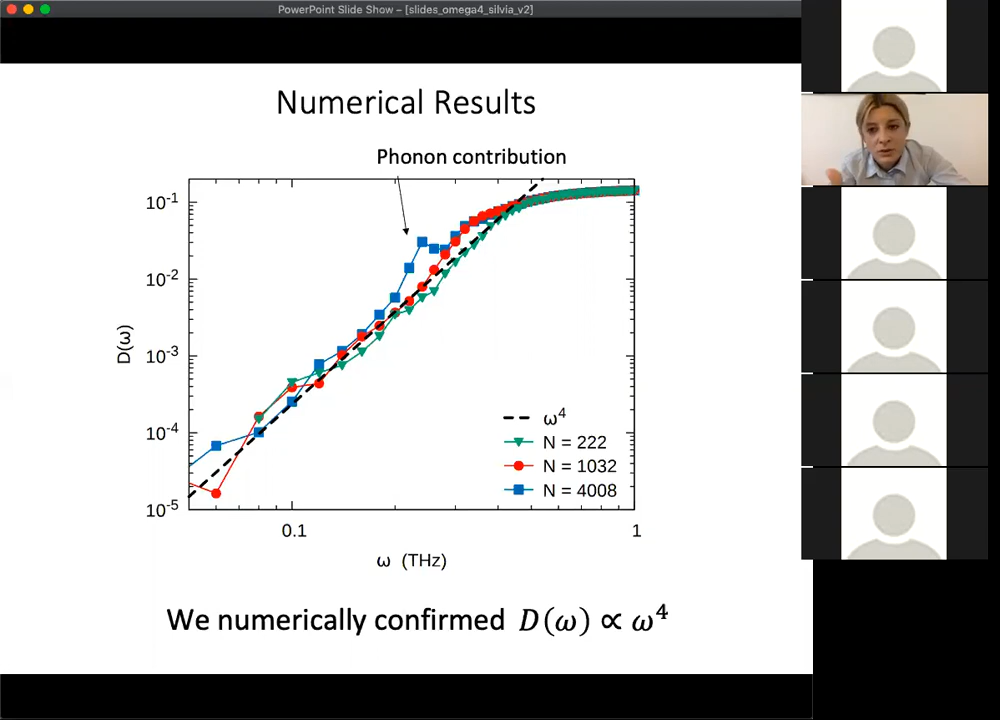 PowerPoint Slide Show – [slides_omega4_silvia_v2]
Numerical Results
Phonon contribution
10⁻¹
10⁻²
10⁻³
10⁻⁴
10⁻⁵
D(ω)
ω⁴
N = 222
N = 1032
N = 4008
0.1
1
ω (THz)
We numerically confirmed D(ω) ∝ ω⁴